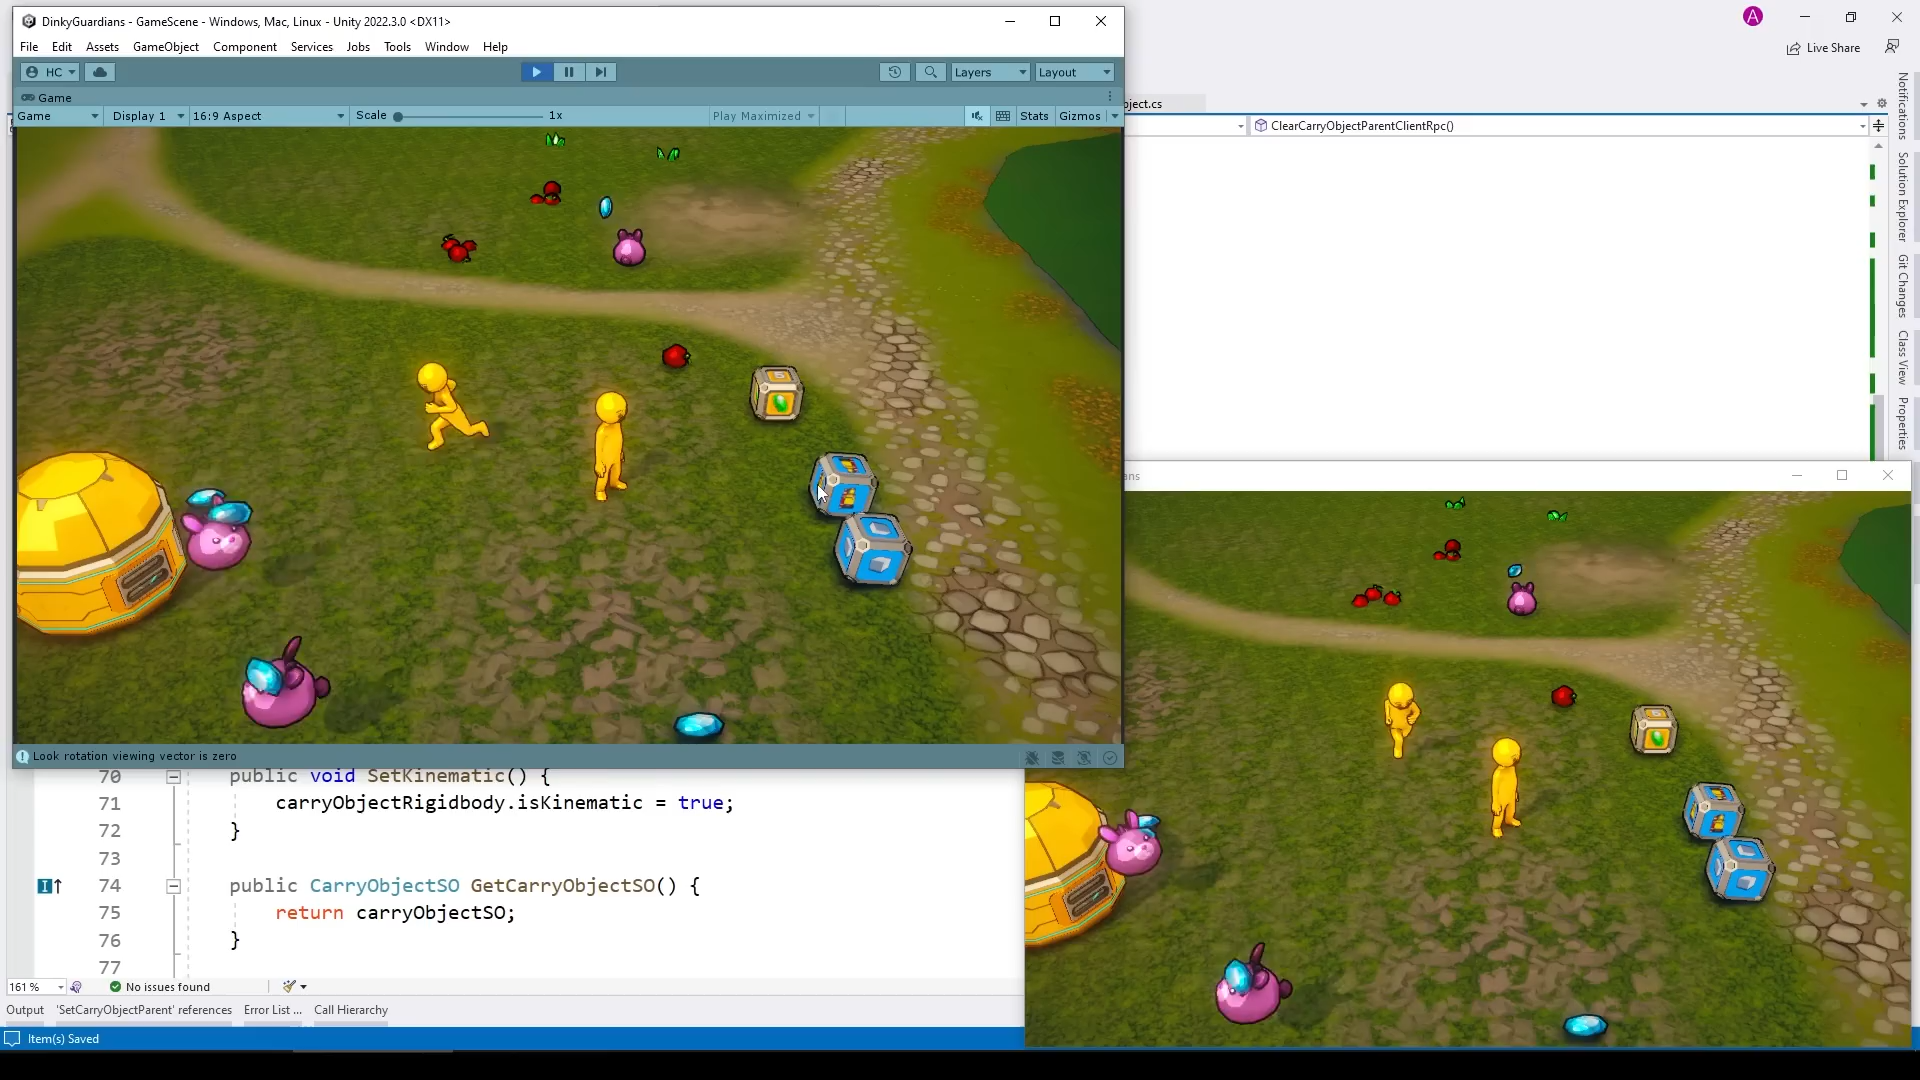 DinkyGuardians - GameScene - Windows, Mac, Linux - Unity 2022.3.0 <DX11>
A
File Edit Assets GameObject Component Services Jobs Tools Window Help
Live Share
HC
Layers
Layout
Game
Game
Display 1
16:9 Aspect
Scale
1x
Play Maximized
Stats
Gizmos
bject.cs
ClearCarryObjectParentClientRpc()
Notifications
Solution Explorer
Git Changes
Class View
Properties
5
ans
Look rotation viewing vector is zero
70 public void SetKinematic() {
71 carryObjectRigidbody.isKinematic = true;
72 }
73
74 public CarryObjectSO GetCarryObjectSO() {
75 return carryObjectSO;
76 }
77
161 %
No issues found
Output 'SetCarryObjectParent' references Error List ... Call Hierarchy
Item(s) Saved